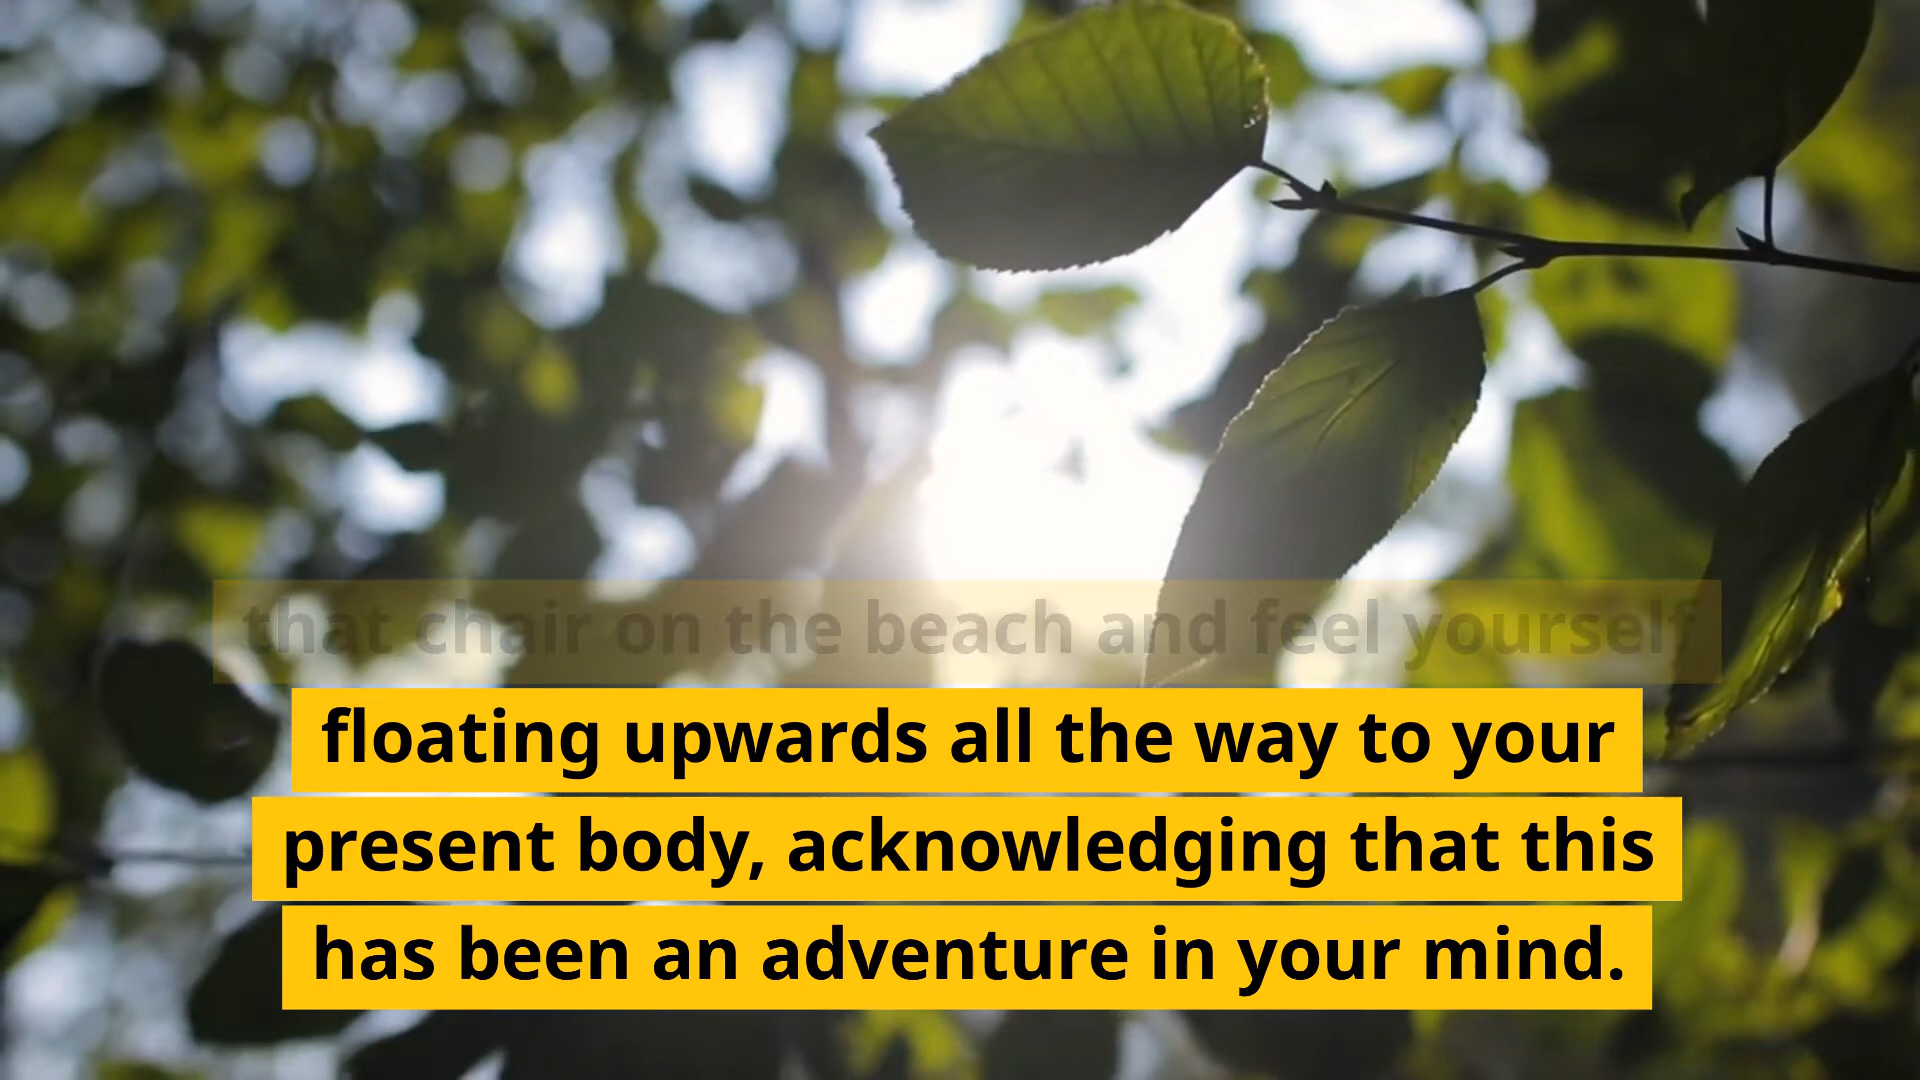 that chair on the beach and feel yourself
floating upwards all the way to your
present body, acknowledging that this
has been an adventure in your mind.